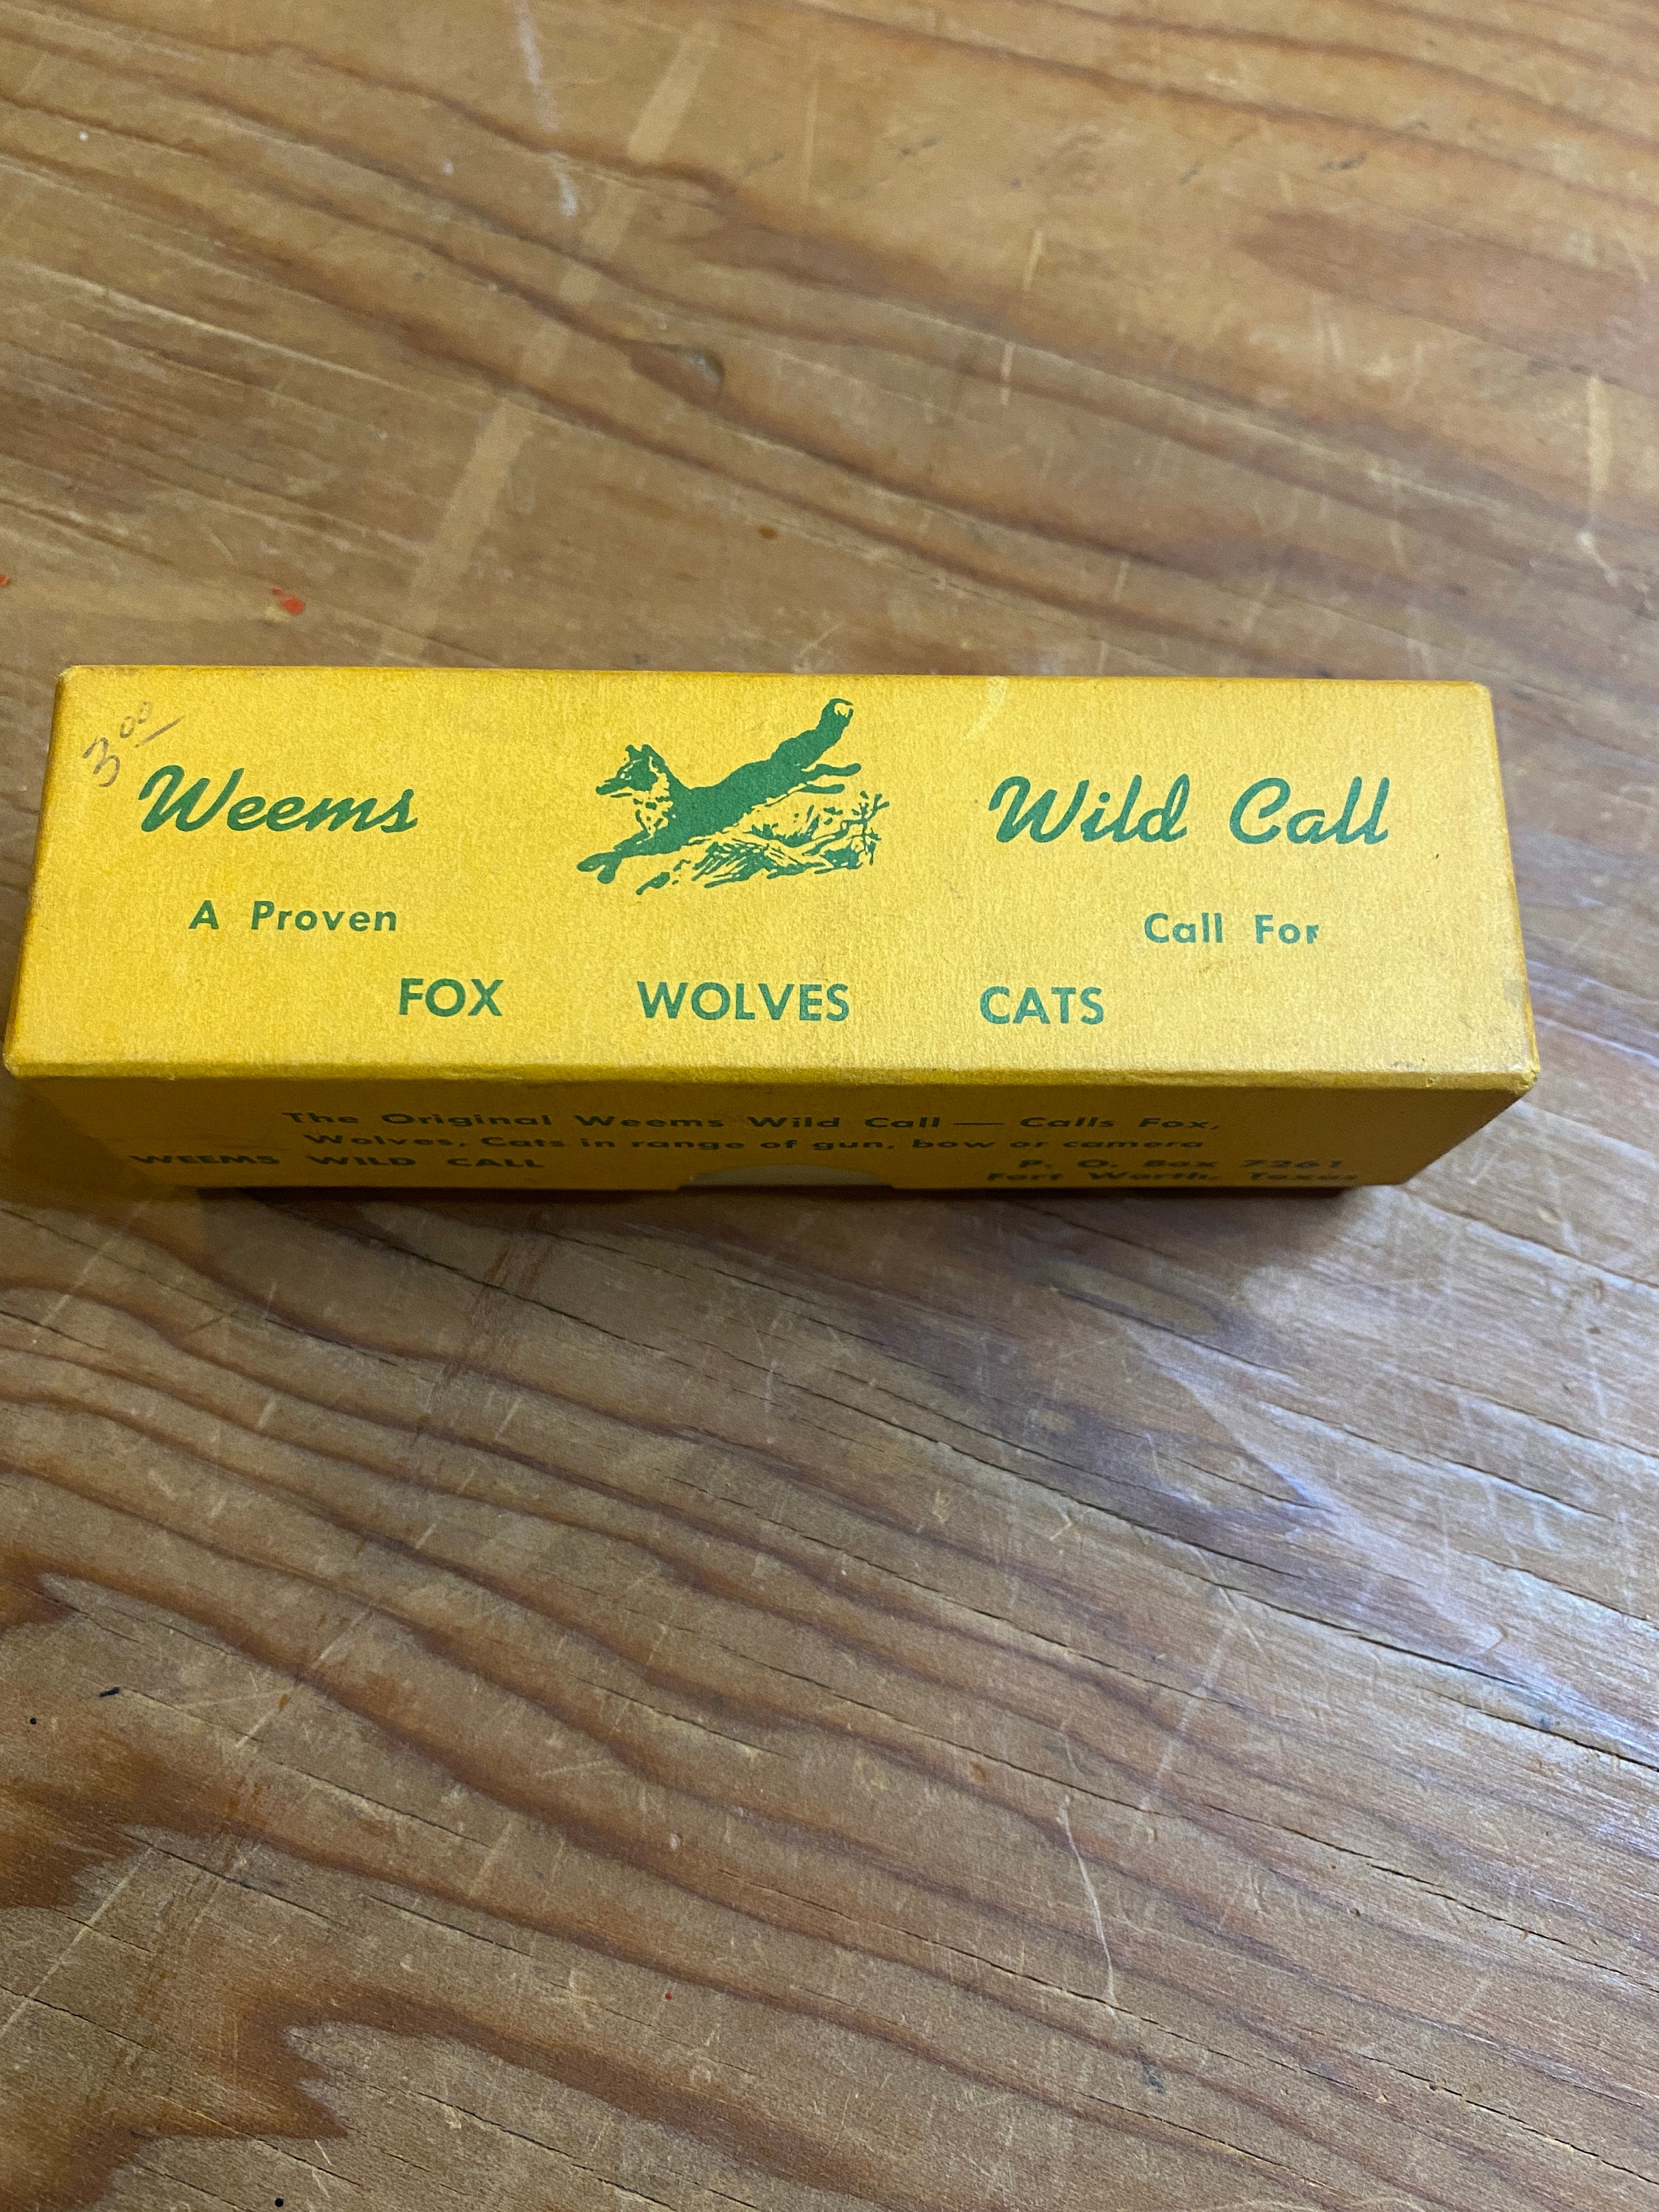 3.00
Weems Wild Call
A Proven Call For
FOX WOLVES CATS
The Original Weems Wild Call — Calls Fox,
Wolves, Cats in range of gun, bow or camera
WEEMS WILD CALL P. O. Box 7261
Fort Worth, Texas